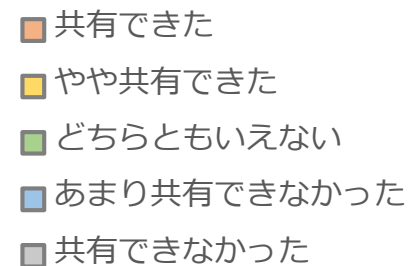 共有できた
やや共有できた
どちらともいえない
あまり共有できなかった
共有できなかった